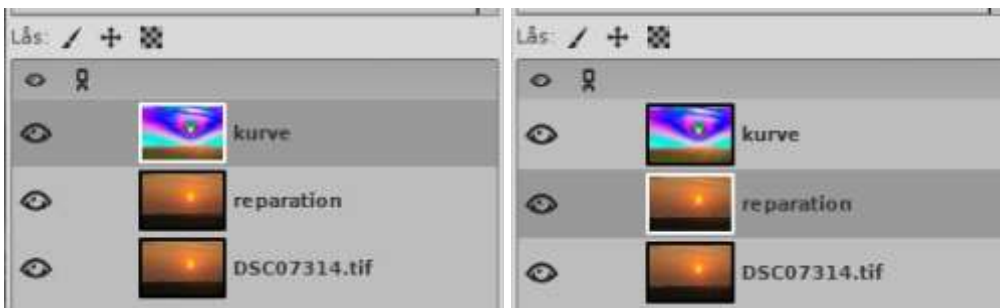 Lås:
kurve
reparation
DSC07314.tif
Lås:
kurve
reparation
DSC07314.tif